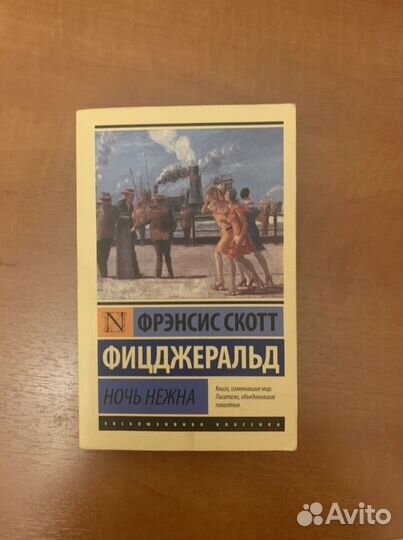 N ФРЭНСИС СКОТТ
ФИЦДЖЕРАЛЬД
НОЧЬ НЕЖНА
Книги, изменившие мир.
Писатели, объединившие
поколения.
ЭКСКЛЮЗИВНАЯ КЛАССИКА
Avito